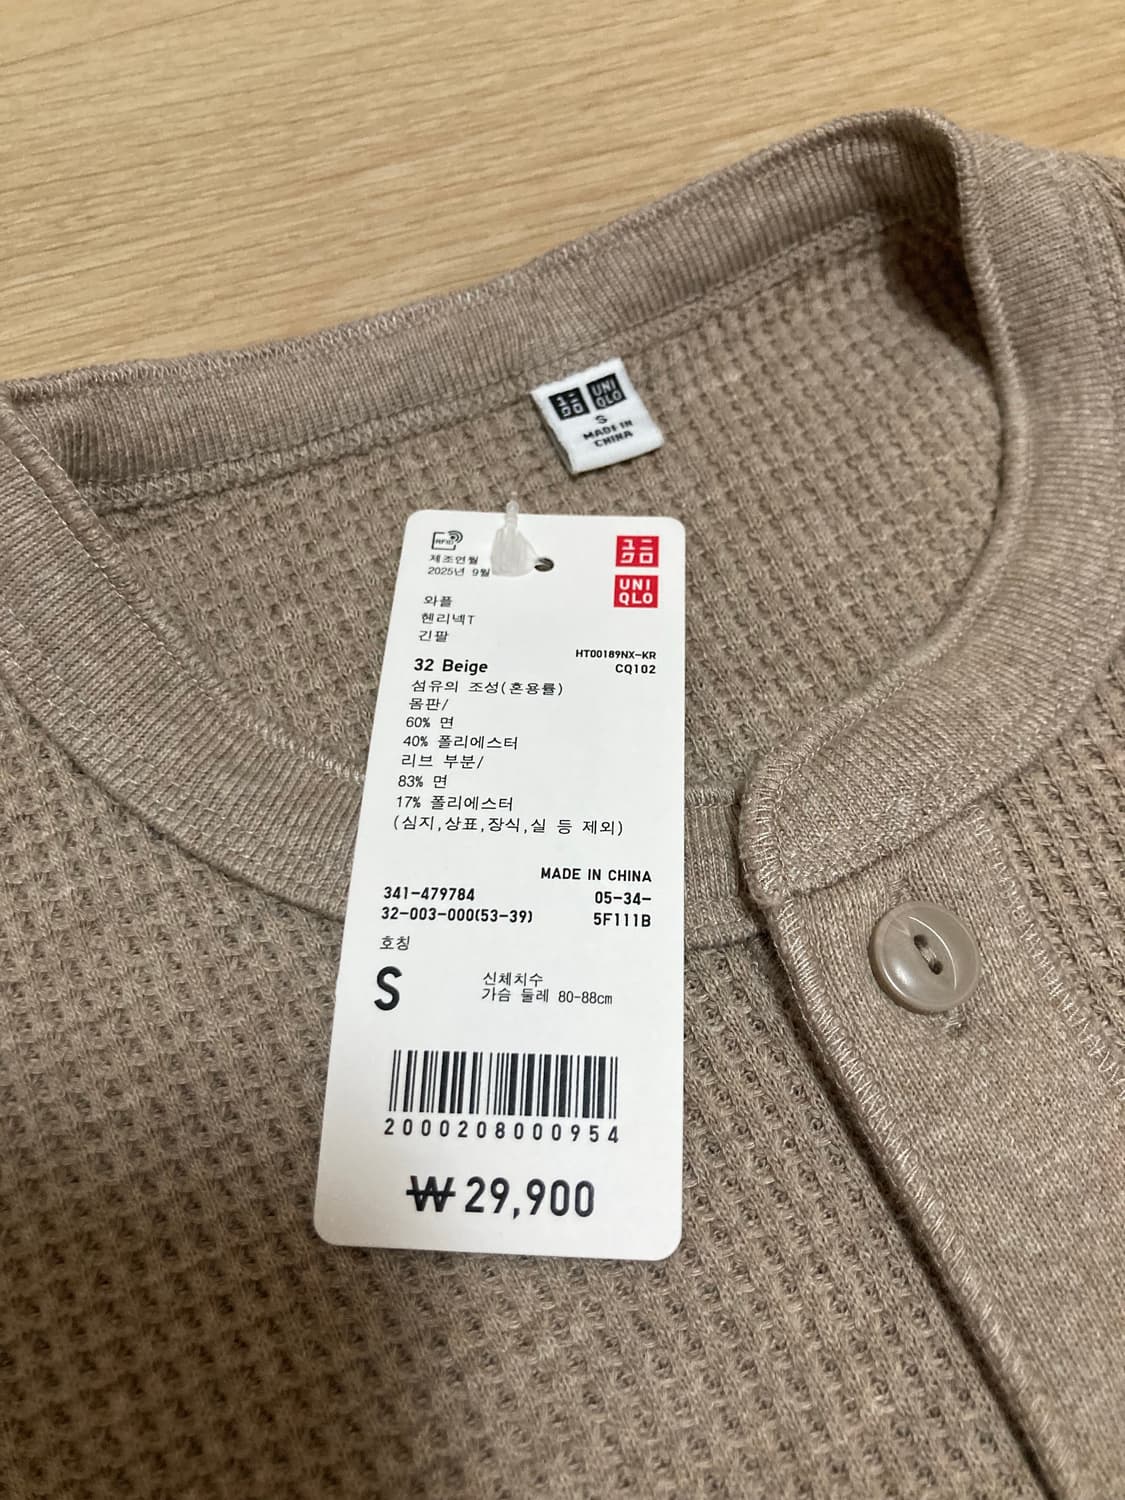 ユニ
クロ
UNI
QLO
S
MADE IN
CHINA
RFID
제조연월
2025년 9월
ユニ
クロ
UNI
QLO
와플
헨리넥T
긴팔
HT00189NX-KR
32 Beige
CQ102
섬유의 조성(혼용률)
몸판/
60% 면
40% 폴리에스터
리브 부분/
83% 면
17% 폴리에스터
(심지,상표,장식,실 등 제외)
MADE IN CHINA
341-479784
05-34-
32-003-000(53-39)
5F111B
호칭
S
신체치수
가슴 둘레 80-88cm
2000208000954
₩29,900